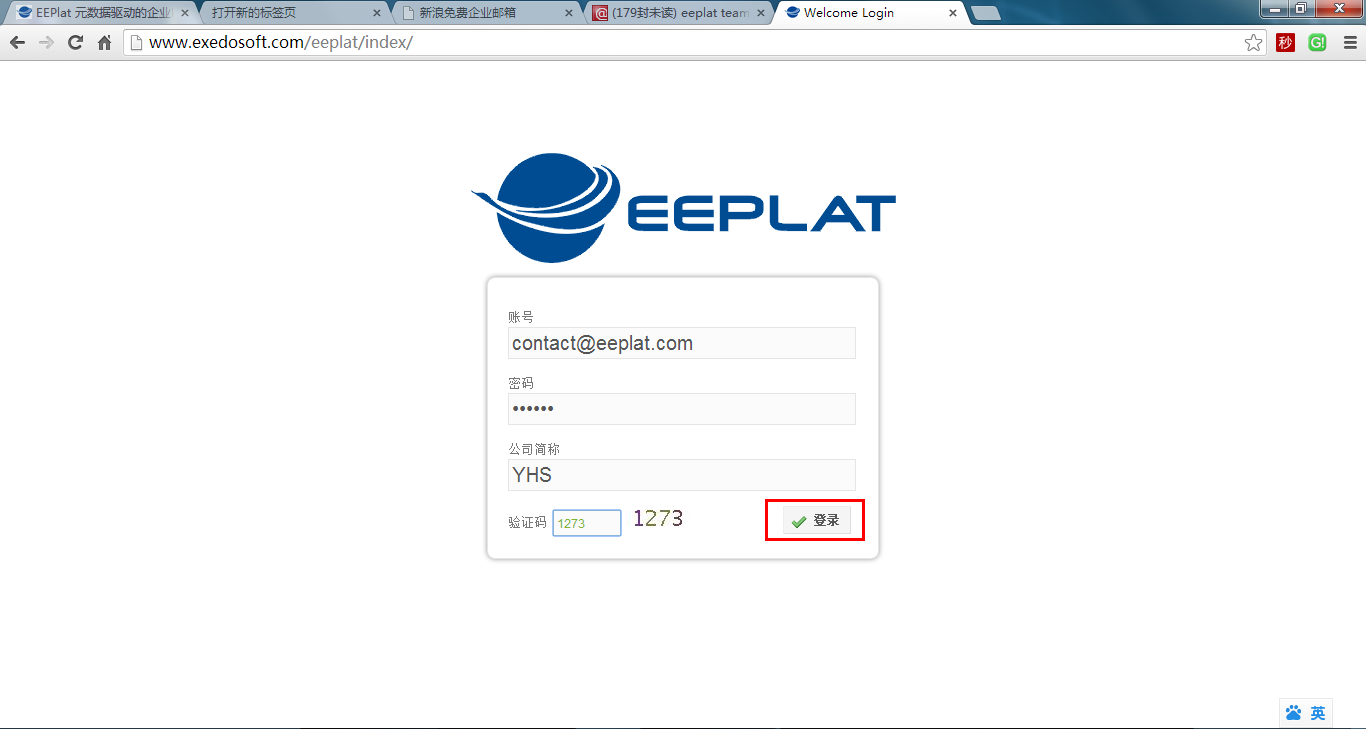 EEPlat 元数据驱动的企业
打开新的标签页
新浪免费企业邮箱
(179封未读) eeplat team
Welcome Login
www.exedosoft.com/eeplat/index/
秒
G!
EEPLAT
账号
contact@eeplat.com
密码
••••••
公司简称
YHS
验证码 1273 1273 登录
英